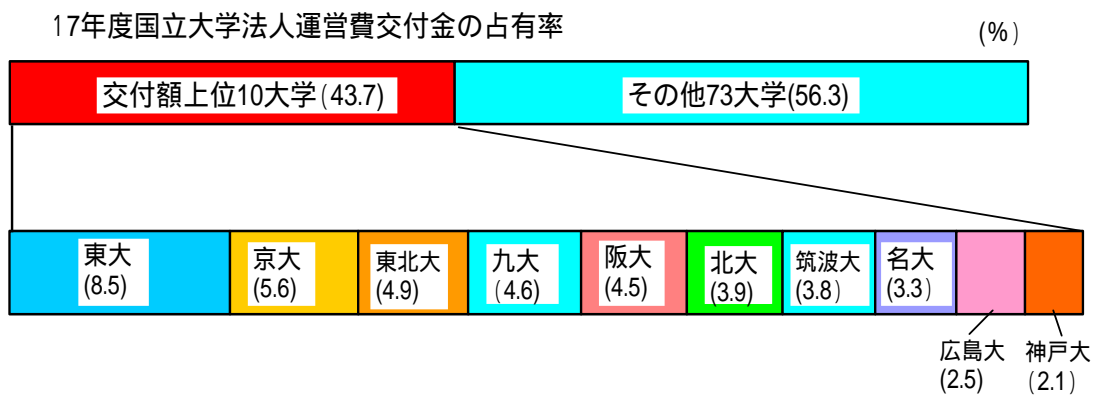 17年度国立大学法人運営費交付金の占有率
(%)
交付額上位10大学(43.7)
その他73大学(56.3)
東大
(8.5)
京大
(5.6)
東北大
(4.9)
九大
(4.6)
阪大
(4.5)
北大
(3.9)
筑波大
(3.8)
名大
(3.3)
広島大
(2.5)
神戸大
(2.1)